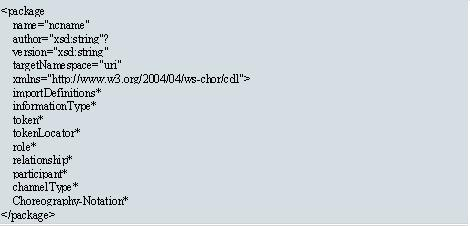 <package
name="ncname"
author="xsd:string"?
version="xsd:string"
targetNamespace="uri"
xmlns="http://www.w3.org/2004/04/ws-chor/cdl">
importDefinitions*
informationType*
token*
tokenLocator*
role*
relationship*
participant*
channelType*
Choreography-Notation*
</package>